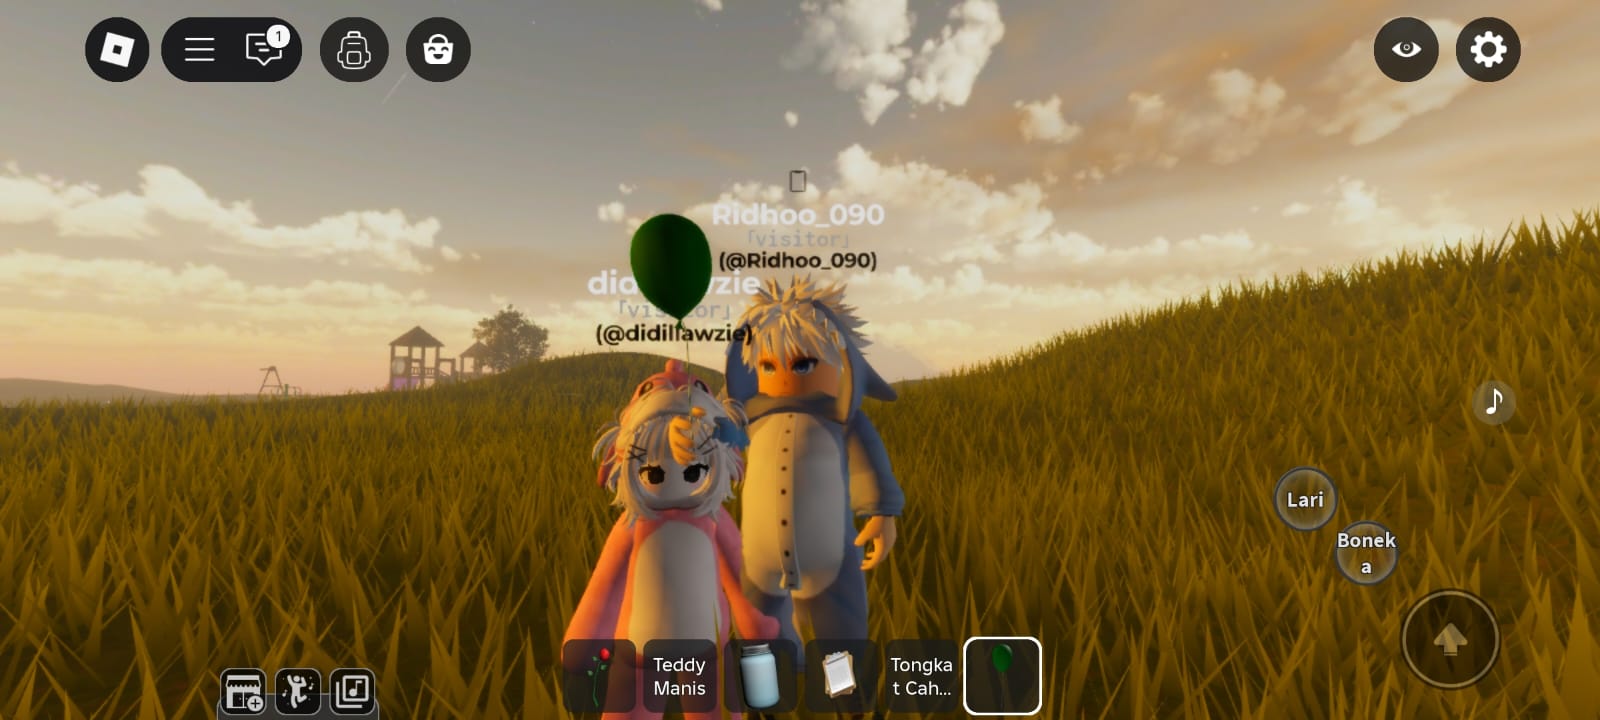 1
Ridhoo_090
「visitor」
(@Ridhoo_090)
(@didilfawzie)
Lari
Bonek
a
Teddy
Manis
Tongka
t Cah...